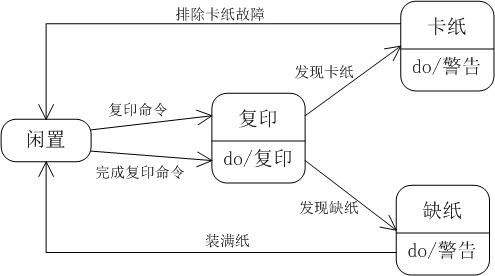 排除卡纸故障
卡纸
do/警告
发现卡纸
复印命令
复印
闲置
do/复印
完成复印命令
发现缺纸
缺纸
装满纸
do/警告